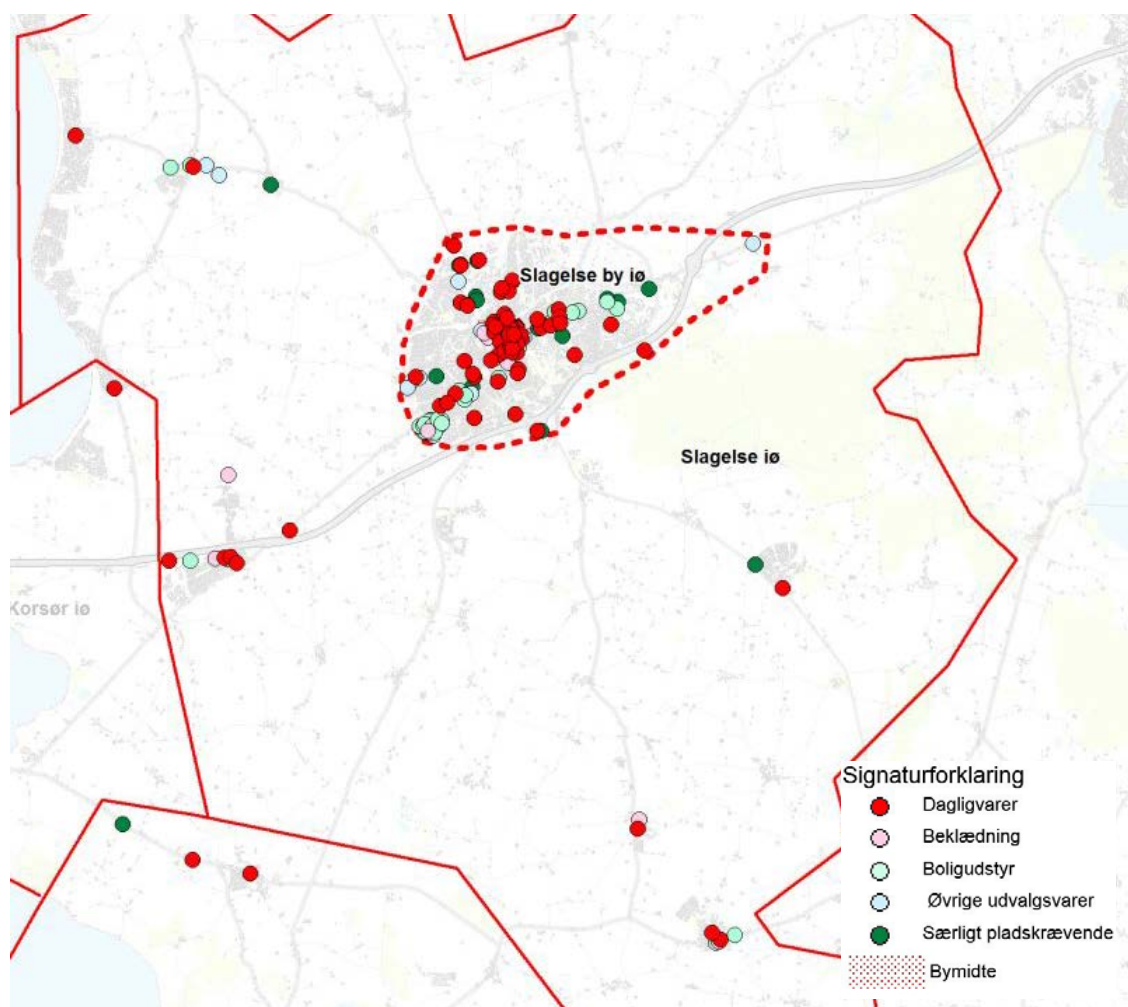 Slagelse by iø
Slagelse iø
Korsør iø
Signaturforklaring
Dagligvarer
Beklædning
Boligudstyr
Øvrige udvalgsvarer
Særligt pladskrævende
Bymidte